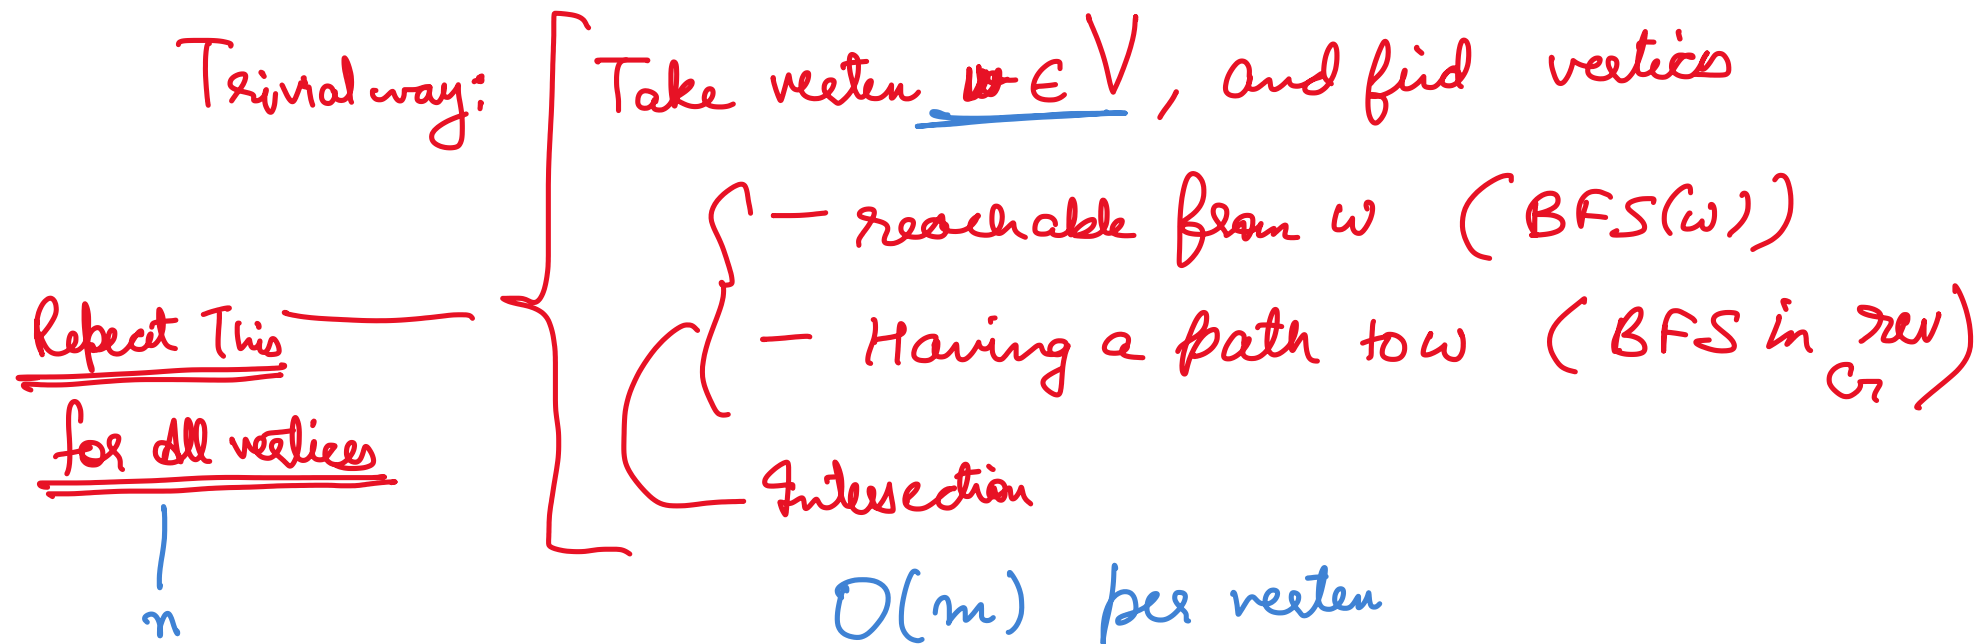 Trivial way: Take vertex w ∈ V, and find vertices
— reachable from w (BFS(w))
Repeat This — Having a path to w (BFS in rev G)
for all vertices
— Intersection
n O(m) per vertex